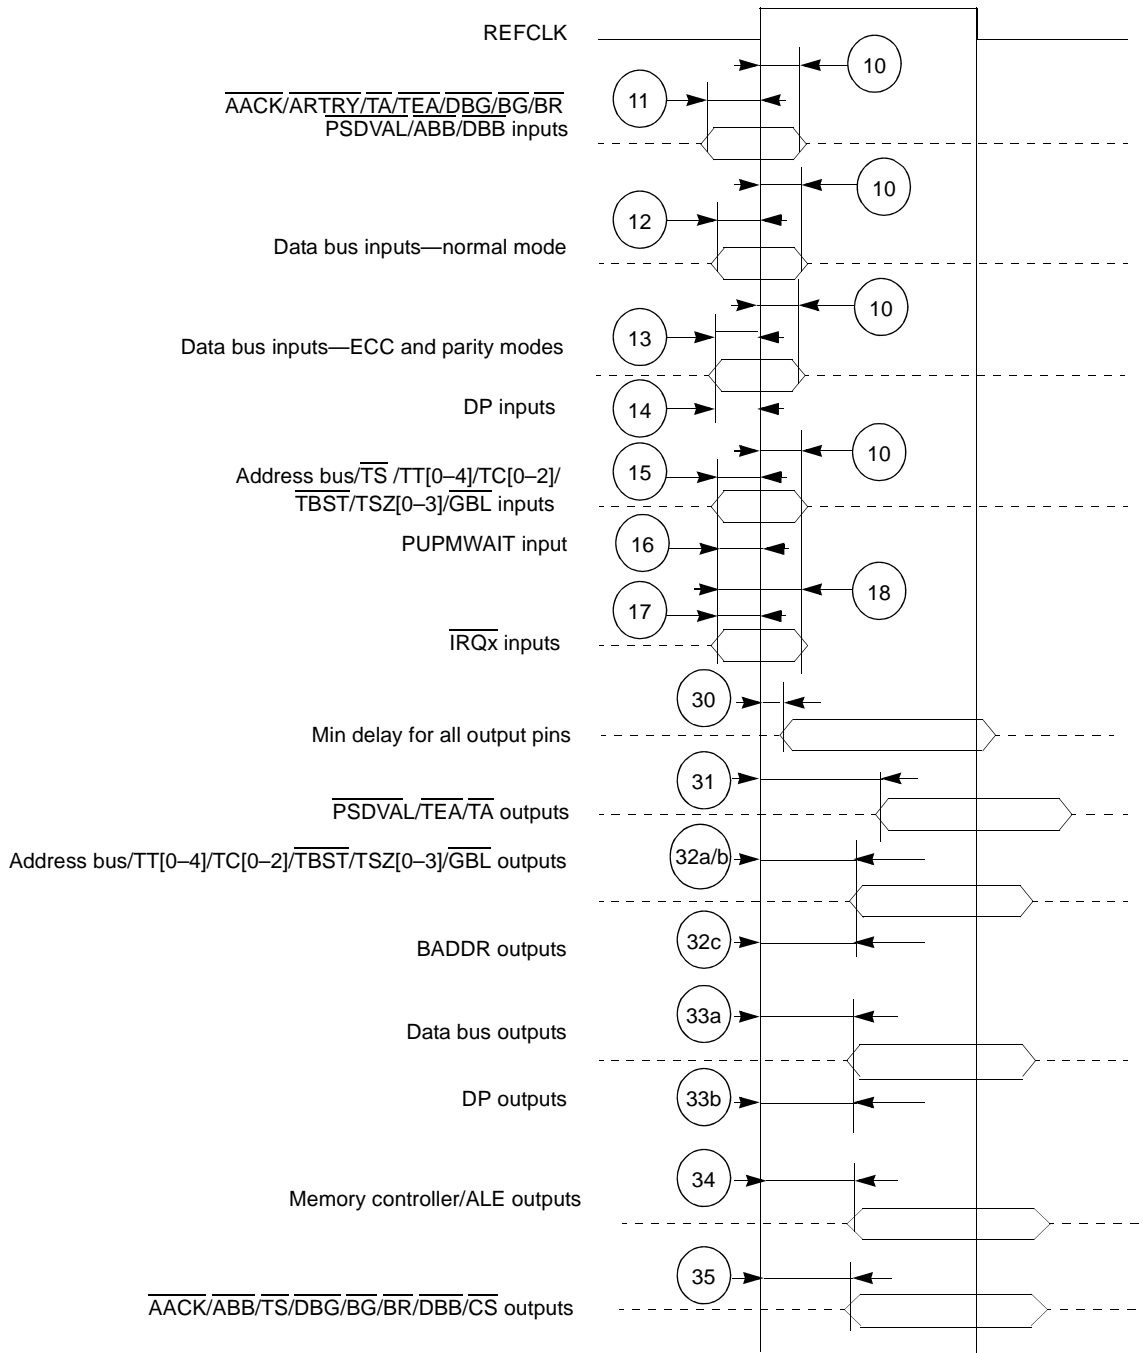 REFCLK
10
11
AACK/ARTRY/TA/TEA/DBG/BG/BR
PSDVAL/ABB/DBB inputs
10
12
Data bus inputs—normal mode
10
13
Data bus inputs—ECC and parity modes
DP inputs
14
10
15
Address bus/TS /TT[0–4]/TC[0–2]/
TBST/TSZ[0–3]/GBL inputs
PUPMWAIT input
16
18
17
IRQx inputs
30
Min delay for all output pins
31
PSDVAL/TEA/TA outputs
Address bus/TT[0–4]/TC[0–2]/TBST/TSZ[0–3]/GBL outputs
32a/b
BADDR outputs
32c
33a
Data bus outputs
DP outputs
33b
34
Memory controller/ALE outputs
35
AACK/ABB/TS/DBG/BG/BR/DBB/CS outputs